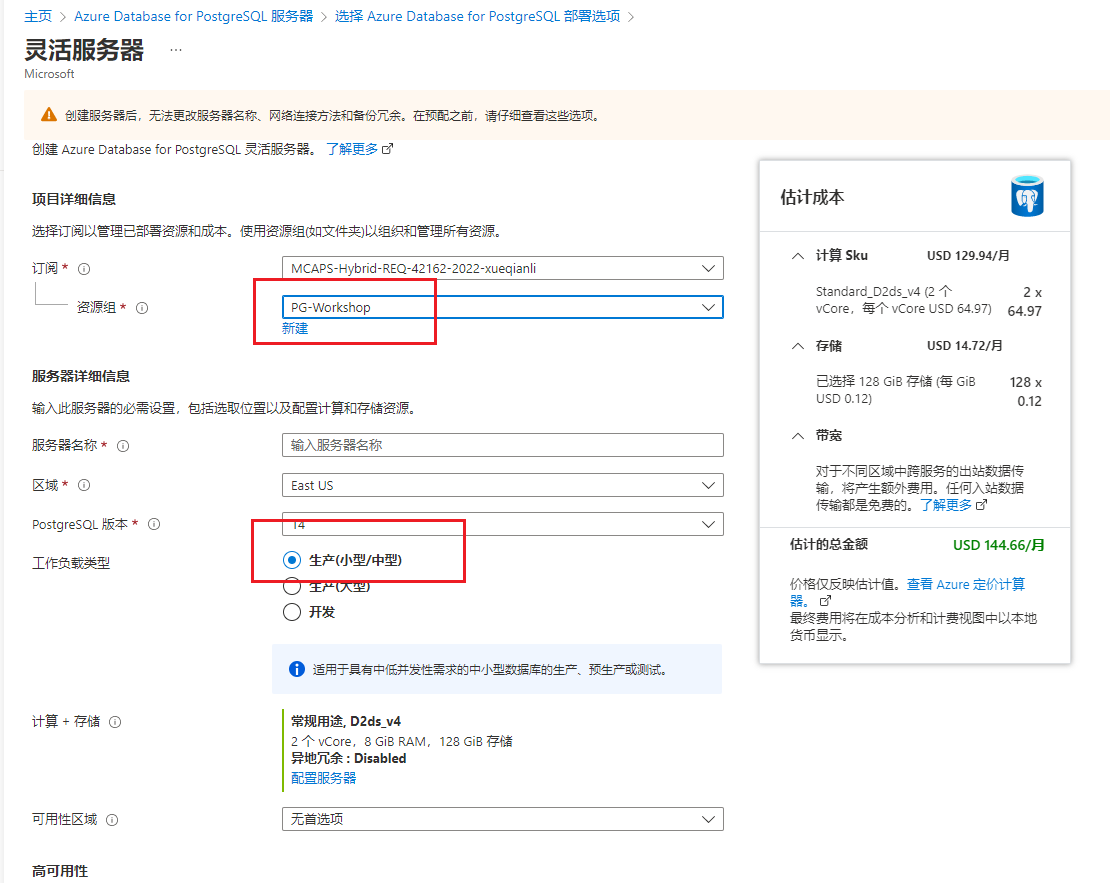 主页 > Azure Database for PostgreSQL 服务器 > 选择 Azure Database for PostgreSQL 部署选项 >
灵活服务器 ...
Microsoft
创建服务器后，无法更改服务器名称、网络连接方法和备份冗余。在预配之前，请仔细查看这些选项。
创建 Azure Database for PostgreSQL 灵活服务器。 了解更多
项目详细信息
选择订阅以管理已部署资源和成本。使用资源组(如文件夹)以组织和管理所有资源。
订阅 *
MCAPS-Hybrid-REQ-42162-2022-xueqianli
资源组 *
PG-Workshop
新建
服务器详细信息
输入此服务器的必需设置，包括选取位置以及配置计算和存储资源。
服务器名称 *
输入服务器名称
区域 *
East US
PostgreSQL 版本 *
14
工作负载类型
生产(小型/中型)
生产(大型)
开发
适用于具有中低并发性需求的中小型数据库的生产、预生产或测试。
计算 + 存储
常规用途, D2ds_v4
2 个 vCore，8 GiB RAM，128 GiB 存储
异地冗余 : Disabled
配置服务器
可用性区域
无首选项
高可用性
估计成本
计算 Sku USD 129.94/月
Standard_D2ds_v4 (2 个 2 x
vCore，每个 vCore USD 64.97) 64.97
存储 USD 14.72/月
已选择 128 GiB 存储 (每 GiB 128 x
USD 0.12) 0.12
带宽
对于不同区域中跨服务的出站数据传
输，将产生额外费用。任何入站数据
传输都是免费的。了解更多
估计的总金额 USD 144.66/月
价格仅反映估计值。查看 Azure 定价计算
器。
最终费用将在成本分析和计费视图中以本地
货币显示。